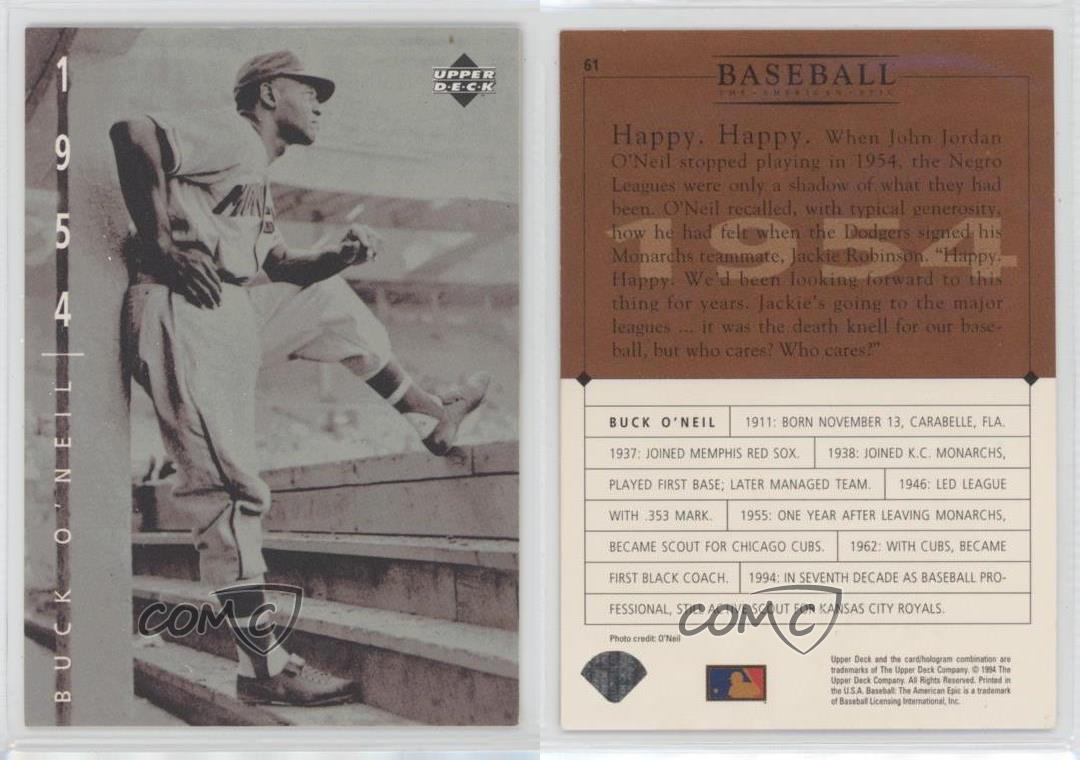 1954 | BUCK O'NEIL
UPPER
D·E·C·K
MON
COMC
61
BASEBALL
THE · AMERICAN · EPIC
1954
Happy. Happy. When John Jordan
O'Neil stopped playing in 1954, the Negro
Leagues were only a shadow of what they had
been. O'Neil recalled, with typical generosity,
how he had felt when the Dodgers signed his
Monarchs teammate, Jackie Robinson. “Happy.
Happy. We'd been looking forward to this
thing for years. Jackie's going to the major
leagues ... it was the death knell for our base-
ball, but who cares? Who cares?”
BUCK O'NEIL 1911: BORN NOVEMBER 13, CARABELLE, FLA.
1937: JOINED MEMPHIS RED SOX. 1938: JOINED K.C. MONARCHS,
PLAYED FIRST BASE; LATER MANAGED TEAM. 1946: LED LEAGUE
WITH .353 MARK. 1955: ONE YEAR AFTER LEAVING MONARCHS,
BECAME SCOUT FOR CHICAGO CUBS. 1962: WITH CUBS, BECAME
FIRST BLACK COACH. 1994: IN SEVENTH DECADE AS BASEBALL PRO-
FESSIONAL, STILL ACTIVE SCOUT FOR KANSAS CITY ROYALS.
COMC
Photo credit: O'Neil
Upper Deck and the card/hologram combination are
trademarks of The Upper Deck Company. © 1994 The
Upper Deck Company. All Rights Reserved. Printed in
the U.S.A. Baseball: The American Epic is a trademark
of Baseball Licensing International, Inc.